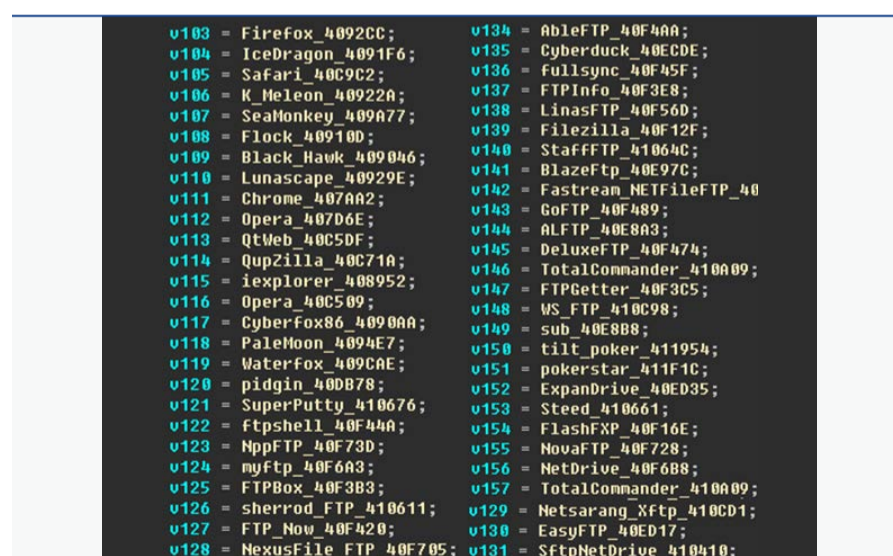 v103 = Firefox_4092CC;
v104 = IceDragon_4091F6;
v105 = Safari_40C9C2;
v106 = K_Meleon_40922A;
v107 = SeaMonkey_409A77;
v108 = Flock_40910D;
v109 = Black_Hawk_409046;
v110 = Lunascape_40929E;
v111 = Chrome_407AA2;
v112 = Opera_407D6E;
v113 = QtWeb_40C5DF;
v114 = QupZilla_40C71A;
v115 = iexplorer_408952;
v116 = Opera_40C509;
v117 = Cyberfox86_4090AA;
v118 = PaleMoon_4094E7;
v119 = Waterfox_409CAE;
v120 = pidgin_40DB78;
v121 = SuperPutty_410676;
v122 = ftpshell_40F44A;
v123 = NppFTP_40F73D;
v124 = myftp_40F6A3;
v125 = FTPBox_40F3B3;
v126 = sherrod_FTP_410611;
v127 = FTP_Now_40F420;
v128 = NexusFile_FTP_40F705;
v134 = AbleFTP_40F4AA;
v135 = Cyberduck_40ECDE;
v136 = fullsync_40F45F;
v137 = FTPInfo_40F3E8;
v138 = LinasFTP_40F56D;
v139 = Filezilla_40F12F;
v140 = StaffFTP_41064C;
v141 = BlazeFtp_40E97C;
v142 = Fastream_NETFileFTP_40
v143 = GoFTP_40F489;
v144 = ALFTP_40E8A3;
v145 = DeluxeFTP_40F474;
v146 = TotalCommander_410A09;
v147 = FTPGetter_40F3C5;
v148 = WS_FTP_410C98;
v149 = sub_40E8B8;
v150 = tilt_poker_411954;
v151 = pokerstar_411F1C;
v152 = ExpanDrive_40ED35;
v153 = Steed_410661;
v154 = FlashFXP_40F16E;
v155 = NovaFTP_40F728;
v156 = NetDrive_40F6B8;
v157 = TotalCommander_410A09;
v129 = Netsarang_Xftp_410CD1;
v130 = EasyFTP_40ED17;
v131 = SftpNetDrive_410410;